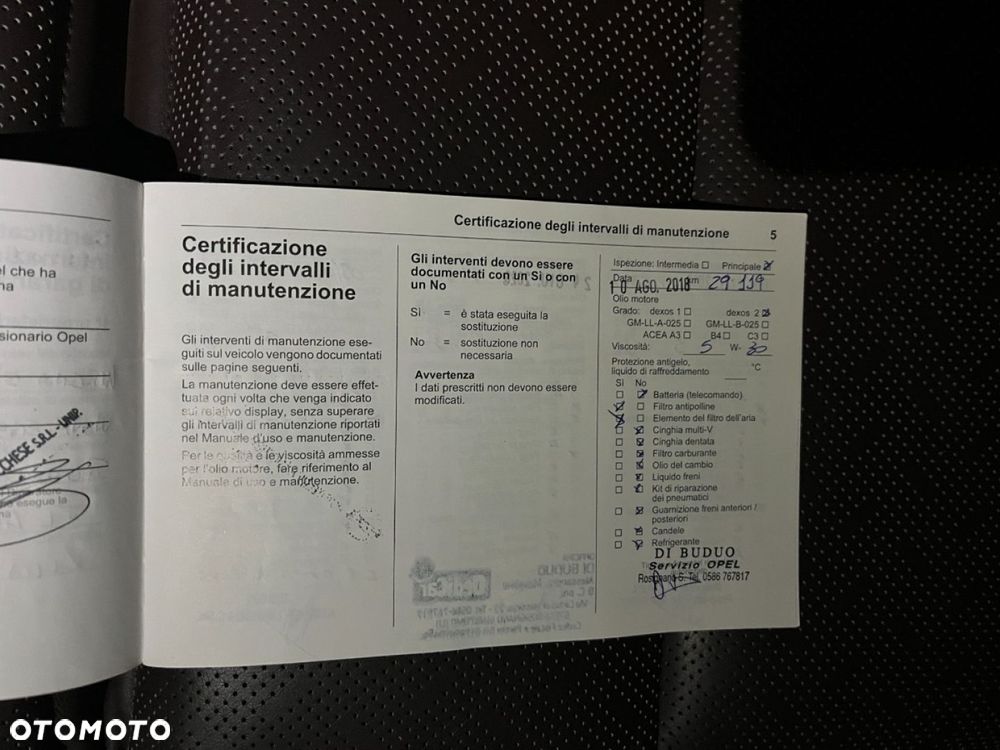 el che ha
na
sionario Opel
CHESE S.R.L. UNIP.
esegue la
Certificazione degli intervalli di manutenzione 5
Certificazione
degli intervalli
di manutenzione
Gli interventi di manutenzione ese-
guiti sul veicolo vengono documentati
sulle pagine seguenti.
La manutenzione deve essere effet-
tuata ogni volta che venga indicato
sul relativo display, senza superare
gli intervalli di manutenzione riportati
nel Manuale d'uso e manutenzione.
Per le qualità e le viscosità ammesse
per l'olio motore, fare riferimento al
Manuale di uso e manutenzione.
Gli interventi devono essere
documentati con un Sì o con
un No
Sì = è stata eseguita la
sostituzione
No = sostituzione non
necessaria
Avvertenza
I dati prescritti non devono essere
modificati.
Ispezione: Intermedia ☐ Principale ☒
Data 10 AGO. 2018 km 29 119
Olio motore
Grado: dexos 1 ☐ dexos 2 ☒
GM-LL-A-025 ☐ GM-LL-B-025 ☐
ACEA A3 ☐ B4 ☐ C3 ☐
Viscosità: 5 W- 30
Protezione antigelo,
liquido di raffreddamento °C
Sì No
☐ ☒ Batteria (telecomando)
☒ ☐ Filtro antipolline
☒ ☐ Elemento del filtro dell'aria
☐ ☒ Cinghia multi-V
☐ ☒ Cinghia dentata
☐ ☒ Filtro carburante
☐ ☒ Olio del cambio
☐ ☒ Liquido freni
☐ ☒ Kit di riparazione
dei pneumatici
☐ ☒ Guarnizione freni anteriori /
posteriori
☐ ☒ Candele
☐ ☒ Refrigerante
DI BUDUO
Servizio OPEL
Rosignano S. Tel. 0586 767817
OTOMOTO